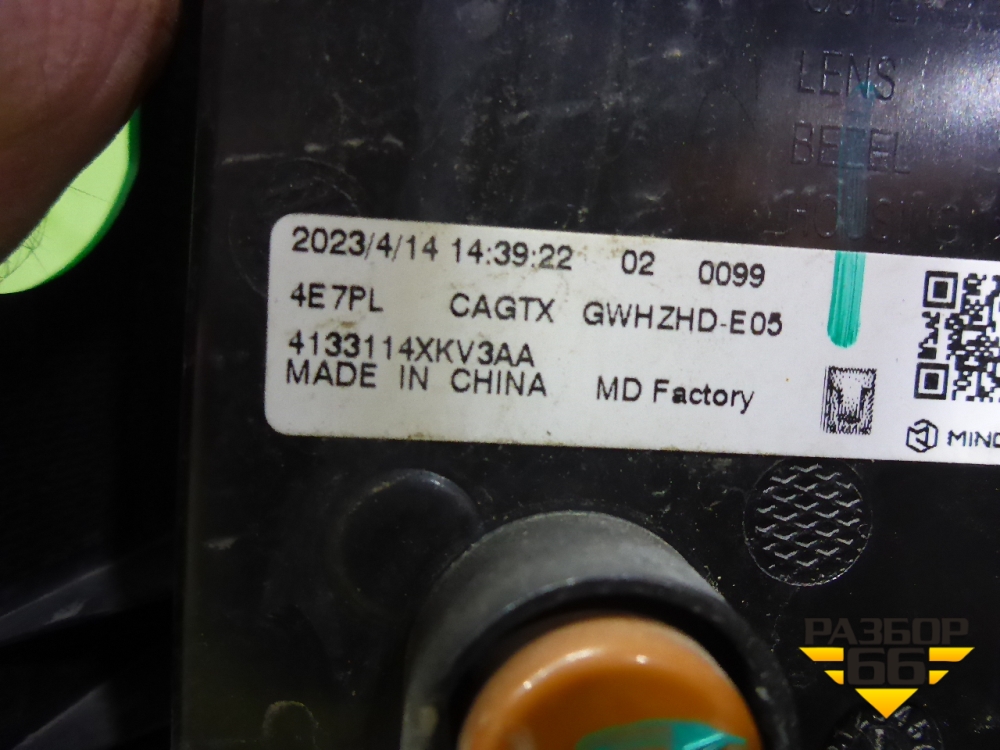 LENS
2023/4/14 14:39:22 02 0099
4E7PL CAGTX GWHZHD-E05
4133114XKV3AA
MADE IN CHINA MD Factory
РАЗБОР
66